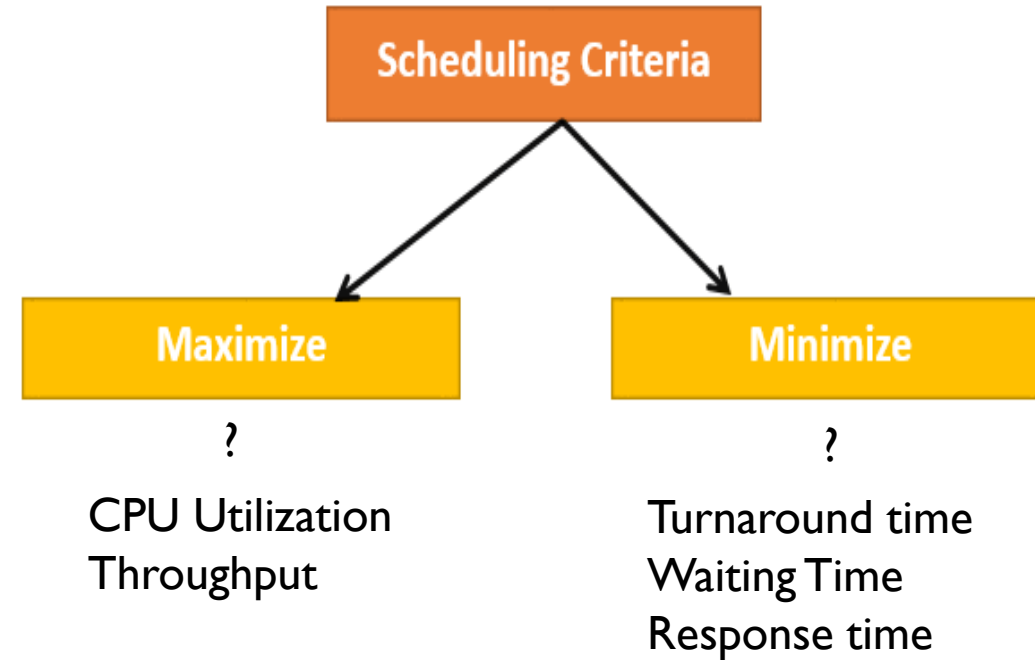 Scheduling Criteria
Maximize
Minimize
?
?
CPU Utilization
Throughput
Turnaround time
Waiting Time
Response time